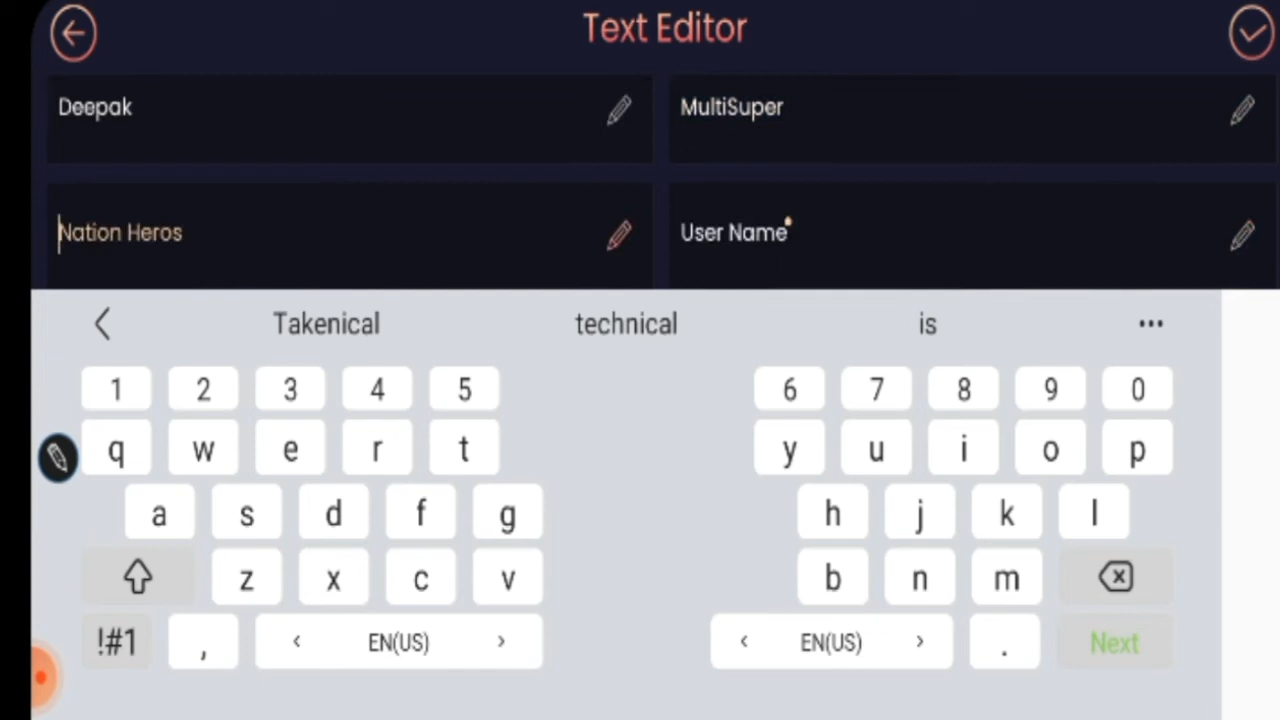 Text Editor
Deepak
MultiSuper
Nation Heros
User Name
Takenical technical is ...
1 2 3 4 5 6 7 8 9 0
q w e r t y u i o p
a s d f g h j k l
z x c v b n m
!#1 , < EN(US) > < EN(US) > . Next